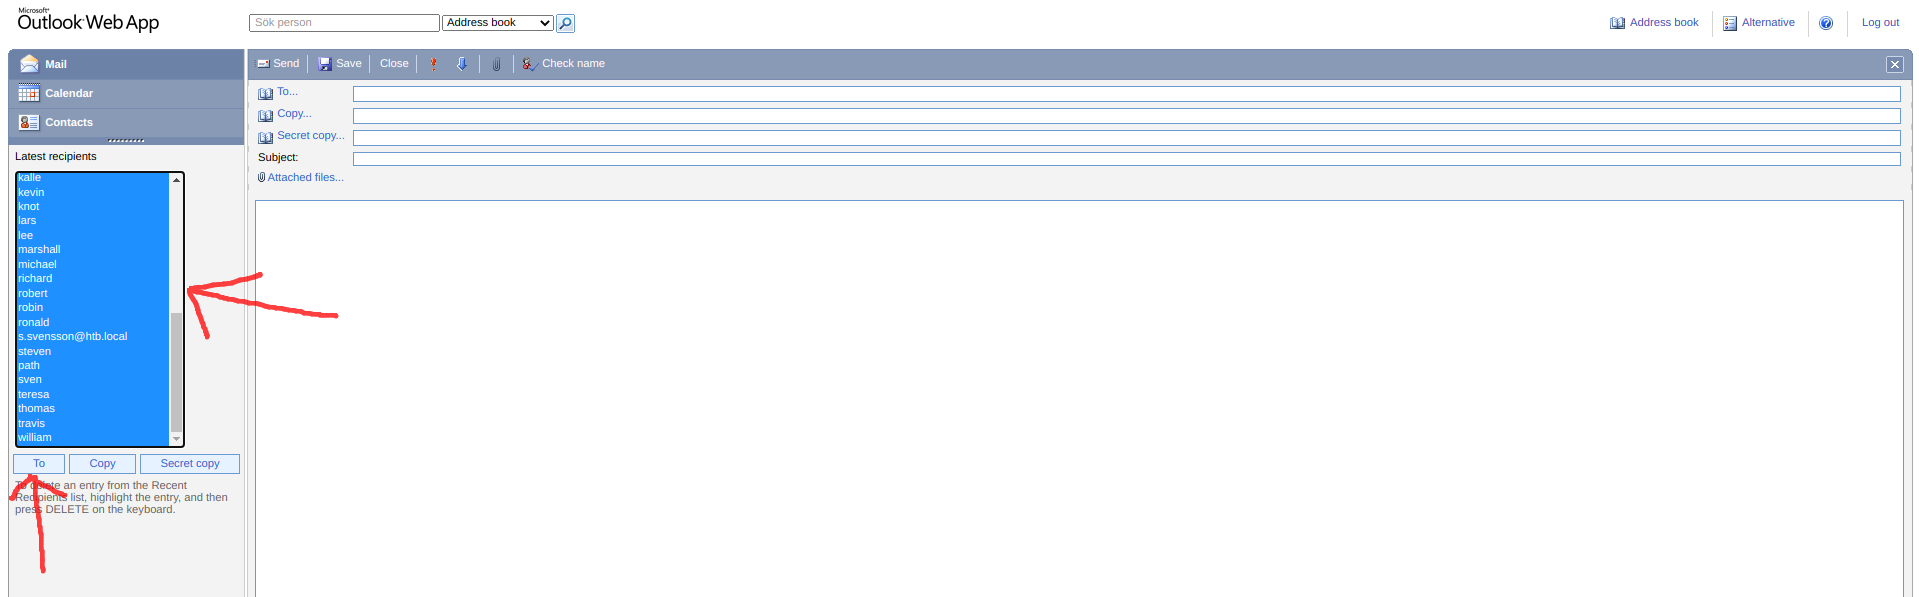 Microsoft®
Outlook Web App
Sök person
Address book
Address book
Alternative
Log out
Mail
Calendar
Contacts
Send
Save
Close
Check name
To...
Copy...
Secret copy...
Subject:
Attached files...
Latest recipients
kalle
kevin
knot
lars
lee
marshall
michael
richard
robert
robin
ronald
s.svensson@htb.local
steven
path
sven
teresa
thomas
travis
william
To
Copy
Secret copy
To delete an entry from the Recent
Recipients list, highlight the entry, and then
press DELETE on the keyboard.